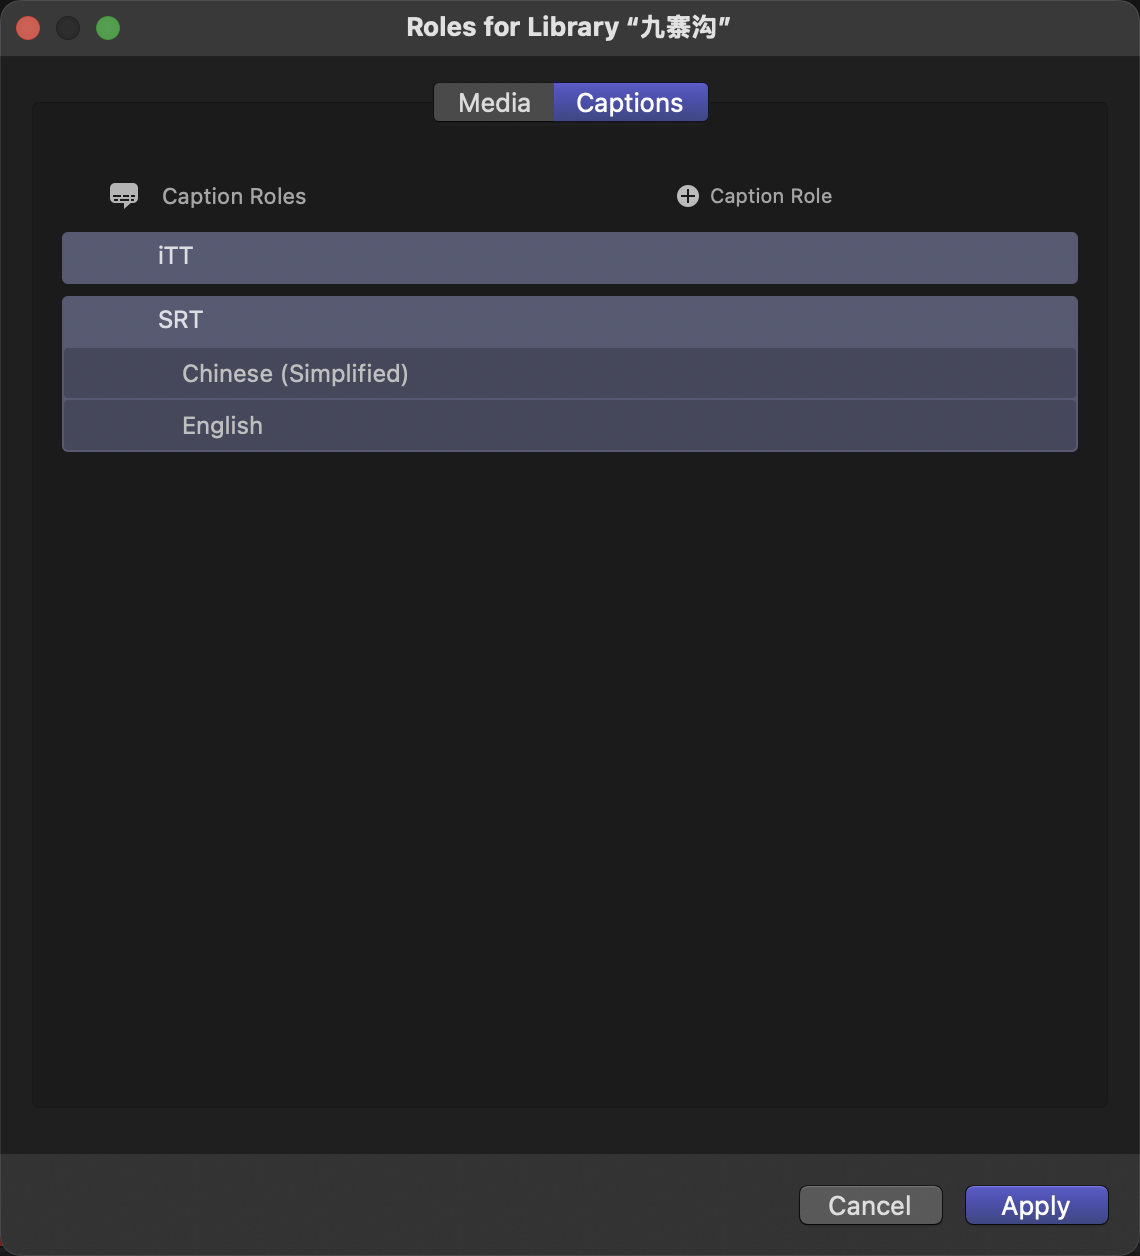 Roles for Library “九寨沟”
Media
Captions
Caption Roles
Caption Role
iTT
SRT
Chinese (Simplified)
English
Cancel
Apply